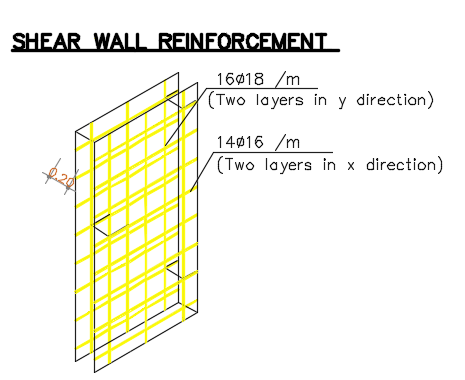 SHEAR WALL REINFORCEMENT
16ø18 /m
(Two layers in y direction)
14ø16 /m
(Two layers in x direction)
0.20